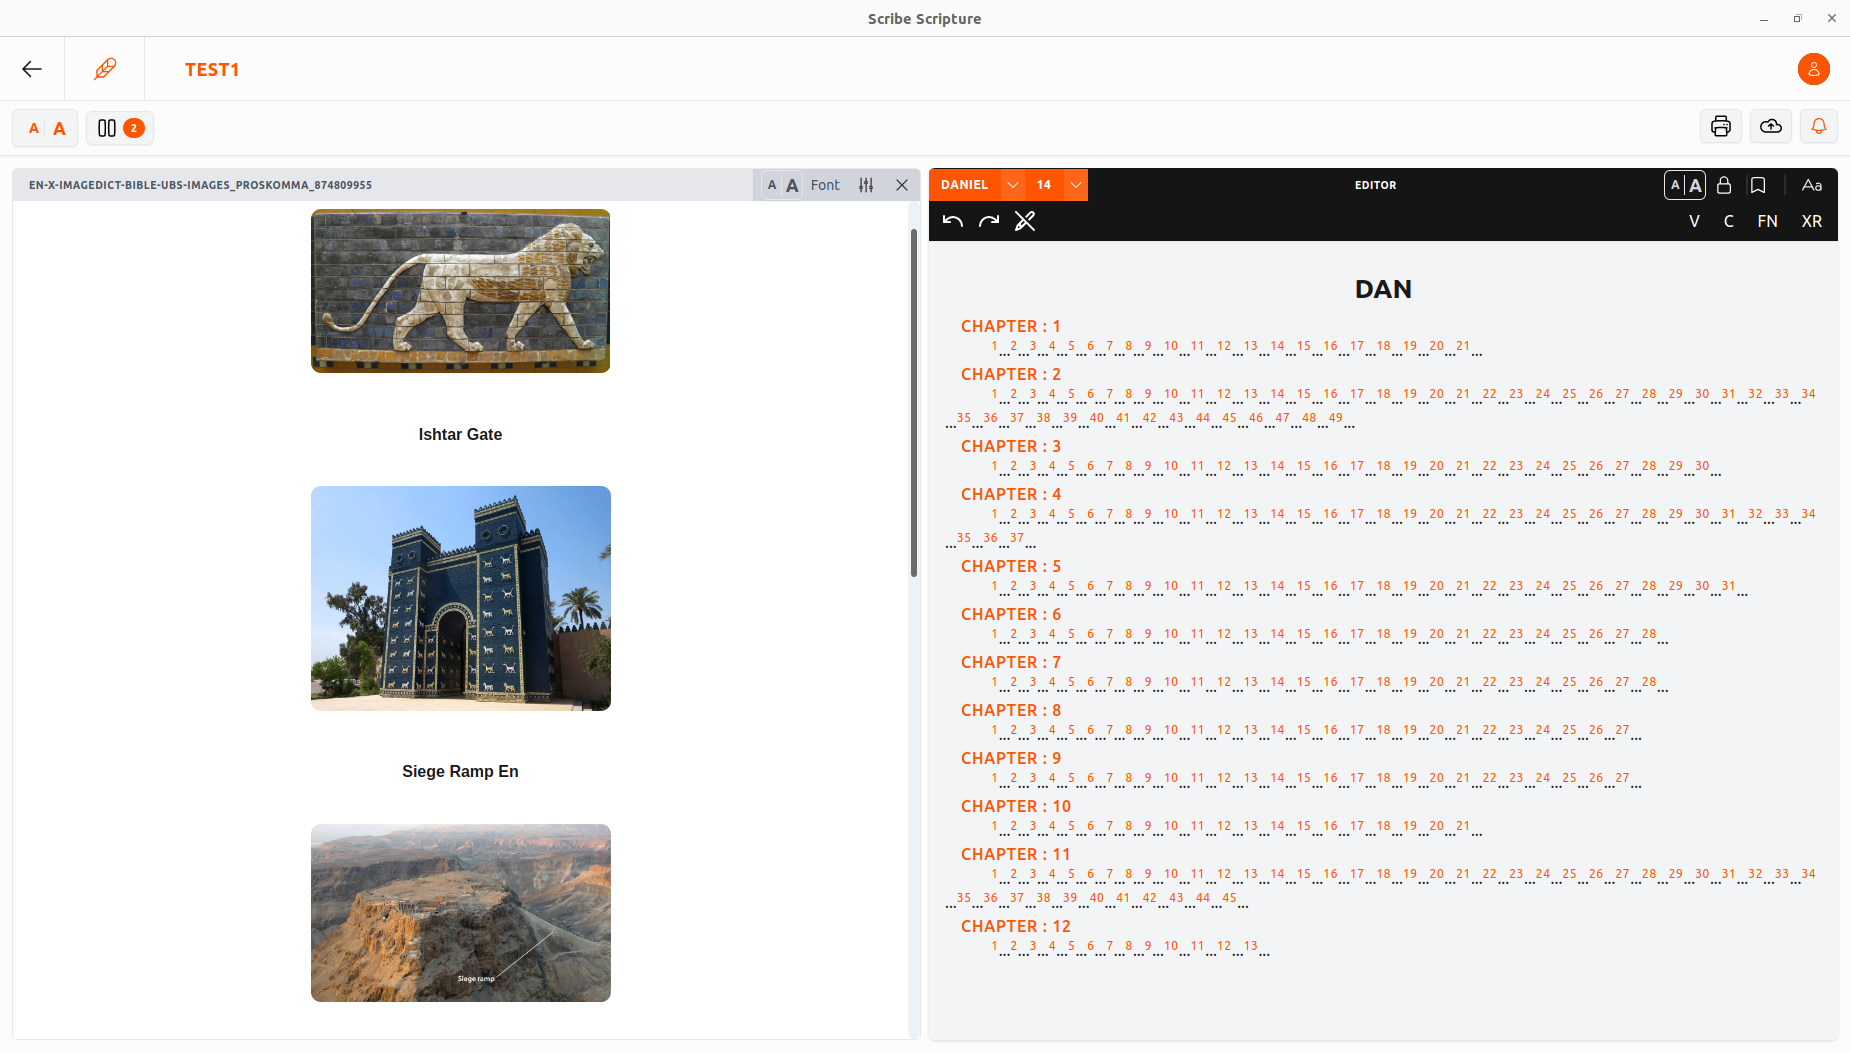 Scribe Scripture
TEST1
A A
2
EN-X-IMAGEDICT-BIBLE-UBS-IMAGES_PROSKOMMA_874809955
A A Font
Ishtar Gate
Siege Ramp En
Siege ramp
DANIEL 14 EDITOR A A Aa
V C FN XR
DAN
CHAPTER : 1
1...2...3...4...5...6...7...8...9...10...11...12...13...14...15...16...17...18...19...20...21...
CHAPTER : 2
1...2...3...4...5...6...7...8...9...10...11...12...13...14...15...16...17...18...19...20...21...22...23...24...25...26...27...28...29...30...31...32...33...34
...35...36...37...38...39...40...41...42...43...44...45...46...47...48...49...
CHAPTER : 3
1...2...3...4...5...6...7...8...9...10...11...12...13...14...15...16...17...18...19...20...21...22...23...24...25...26...27...28...29...30...
CHAPTER : 4
1...2...3...4...5...6...7...8...9...10...11...12...13...14...15...16...17...18...19...20...21...22...23...24...25...26...27...28...29...30...31...32...33...34
...35...36...37...
CHAPTER : 5
1...2...3...4...5...6...7...8...9...10...11...12...13...14...15...16...17...18...19...20...21...22...23...24...25...26...27...28...29...30...31...
CHAPTER : 6
1...2...3...4...5...6...7...8...9...10...11...12...13...14...15...16...17...18...19...20...21...22...23...24...25...26...27...28...
CHAPTER : 7
1...2...3...4...5...6...7...8...9...10...11...12...13...14...15...16...17...18...19...20...21...22...23...24...25...26...27...28...
CHAPTER : 8
1...2...3...4...5...6...7...8...9...10...11...12...13...14...15...16...17...18...19...20...21...22...23...24...25...26...27...
CHAPTER : 9
1...2...3...4...5...6...7...8...9...10...11...12...13...14...15...16...17...18...19...20...21...22...23...24...25...26...27...
CHAPTER : 10
1...2...3...4...5...6...7...8...9...10...11...12...13...14...15...16...17...18...19...20...21...
CHAPTER : 11
1...2...3...4...5...6...7...8...9...10...11...12...13...14...15...16...17...18...19...20...21...22...23...24...25...26...27...28...29...30...31...32...33...34
...35...36...37...38...39...40...41...42...43...44...45...
CHAPTER : 12
1...2...3...4...5...6...7...8...9...10...11...12...13...